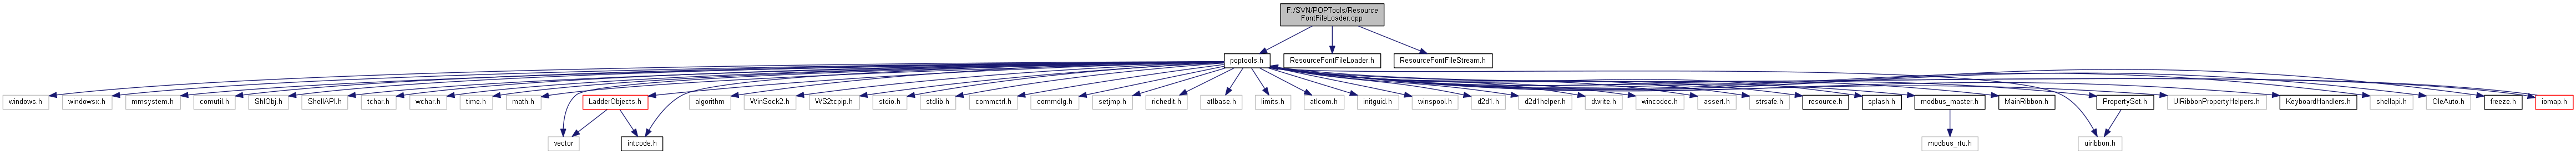 F:/SVN/POPTools/Resource
FontFileLoader.cpp
poptools.h
ResourceFontFileLoader.h
ResourceFontFileStream.h
windows.h
windowsx.h
mmsystem.h
comutil.h
ShlObj.h
ShellAPI.h
tchar.h
wchar.h
time.h
math.h
LadderObjects.h
algorithm
WinSock2.h
WS2tcpip.h
stdio.h
stdlib.h
commctrl.h
commdlg.h
setjmp.h
richedit.h
atlbase.h
limits.h
atlcom.h
initguid.h
winspool.h
d2d1.h
d2d1helper.h
dwrite.h
wincodec.h
assert.h
strsafe.h
resource.h
splash.h
modbus_master.h
MainRibbon.h
PropertySet.h
UIRibbonPropertyHelpers.h
KeyboardHandlers.h
shellapi.h
OleAuto.h
freeze.h
iomap.h
vector
intcode.h
modbus_rtu.h
uiribbon.h